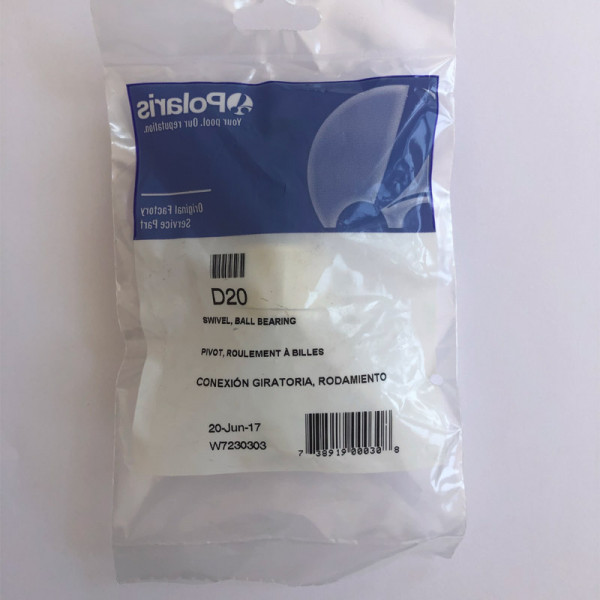 Polaris
Your pool. Our reputation.
Original Factory
Service Part
D20
SWIVEL, BALL BEARING
PIVOT, ROULEMENT À BILLES
CONEXIÓN GIRATORIA, RODAMIENTO
20-Jun-17
W7230303
7 38919 00030 8